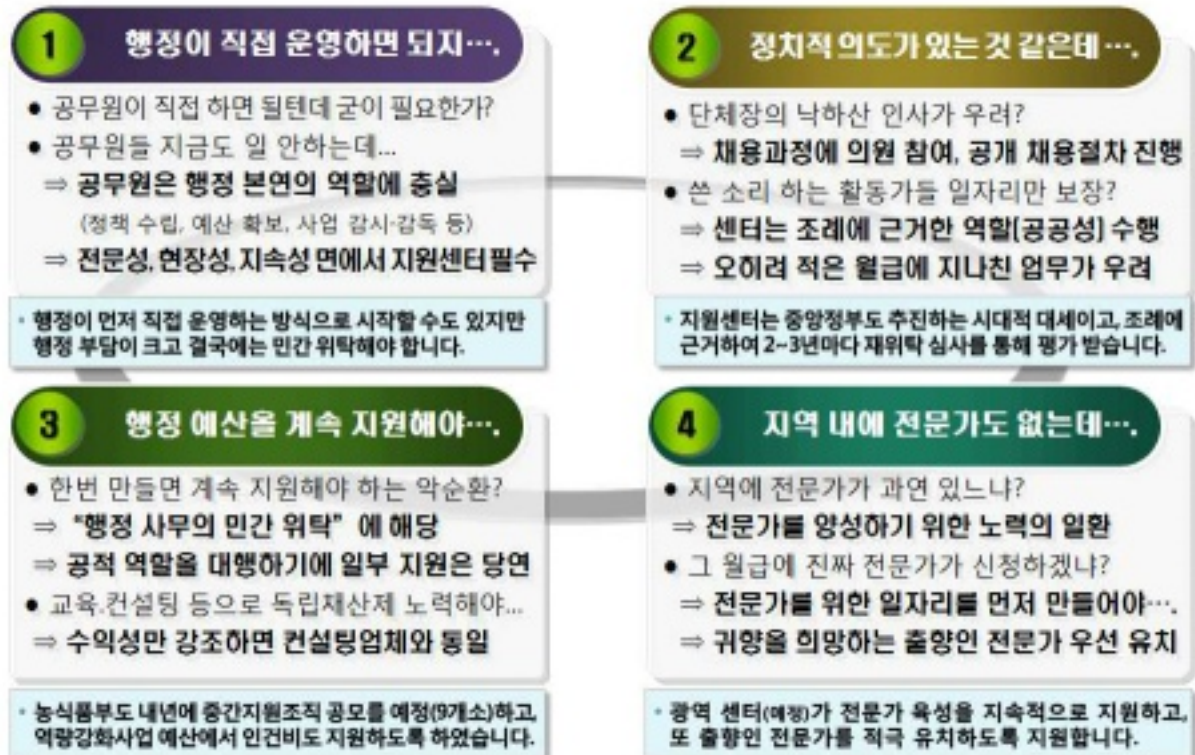 1 행정이 직접 운영하면 되지….
● 공무원이 직접 하면 될텐데 굳이 필요한가?
● 공무원들 지금도 일 안하는데...
⇒ 공무원은 행정 본연의 역할에 충실
(정책 수립, 예산 확보, 사업 감시·감독 등)
⇒ 전문성, 현장성, 지속성 면에서 지원센터 필수
• 행정이 먼저 직접 운영하는 방식으로 시작할 수도 있지만
행정 부담이 크고 결국에는 민간 위탁해야 합니다.
2 정치적 의도가 있는 것 같은데 ….
● 단체장의 낙하산 인사가 우려?
⇒ 채용과정에 의원 참여, 공개 채용절차 진행
● 쓴 소리 하는 활동가들 일자리만 보장?
⇒ 센터는 조례에 근거한 역할(공공성) 수행
⇒ 오히려 적은 월급에 지나친 업무가 우려
• 지원센터는 중앙정부도 추진하는 시대적 대세이고, 조례에
근거하여 2~3년마다 재위탁 심사를 통해 평가 받습니다.
3 행정 예산을 계속 지원해야….
● 한번 만들면 계속 지원해야 하는 악순환?
⇒ “행정 사무의 민간 위탁” 에 해당
⇒ 공적 역할을 대행하기에 일부 지원은 당연
● 교육.컨설팅 등으로 독립채산제 노력해야...
⇒ 수익성만 강조하면 컨설팅업체와 동일
• 농식품부도 내년에 중간지원조직 공모를 예정(9개소)하고,
역량강화사업 예산에서 인건비도 지원하도록 하였습니다.
4 지역 내에 전문가도 없는데….
● 지역에 전문가가 과연 있느냐?
⇒ 전문가를 양성하기 위한 노력의 일환
● 그 월급에 진짜 전문가가 신청하겠냐?
⇒ 전문가를 위한 일자리를 먼저 만들어야….
⇒ 귀향을 희망하는 출향인 전문가 우선 유치
• 광역 센터(예정)가 전문가 육성을 지속적으로 지원하고,
또 출향인 전문가를 적극 유치하도록 지원합니다.